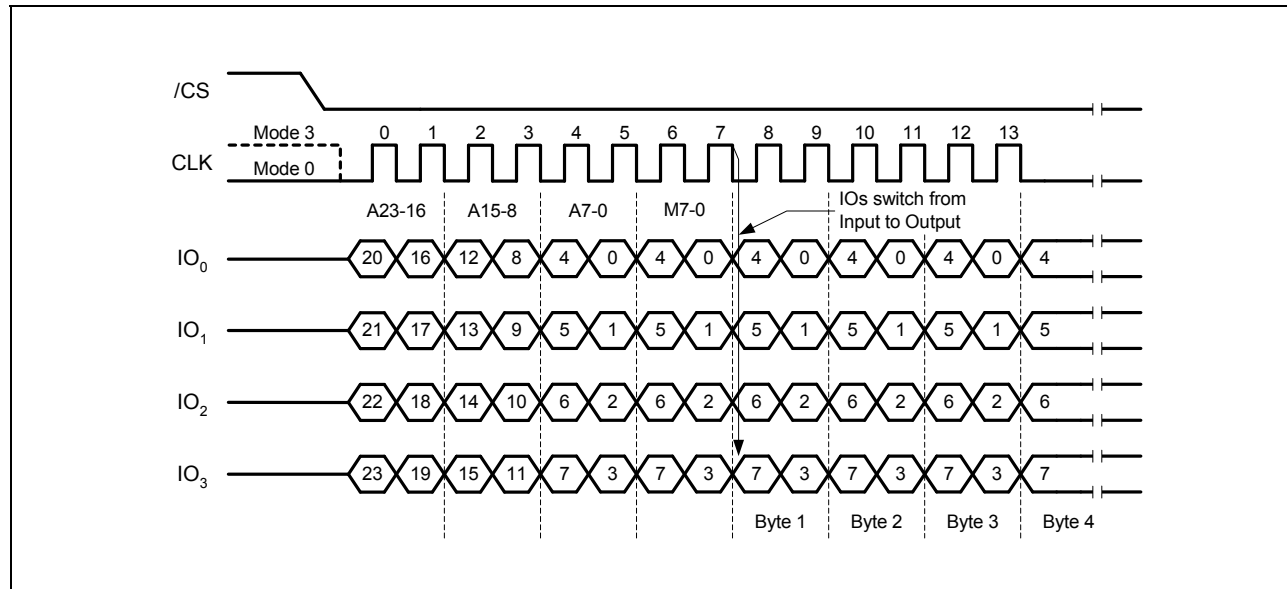 /CS
Mode 3 0 1 2 3 4 5 6 7 8 9 10 11 12 13
CLK
Mode 0
A23-16 A15-8 A7-0 M7-0 IOs switch from
Input to Output
IO0 20 16 12 8 4 0 4 0 4 0 4 0 4 0 4
IO1 21 17 13 9 5 1 5 1 5 1 5 1 5 1 5
IO2 22 18 14 10 6 2 6 2 6 2 6 2 6 2 6
IO3 23 19 15 11 7 3 7 3 7 3 7 3 7 3 7
Byte 1 Byte 2 Byte 3 Byte 4